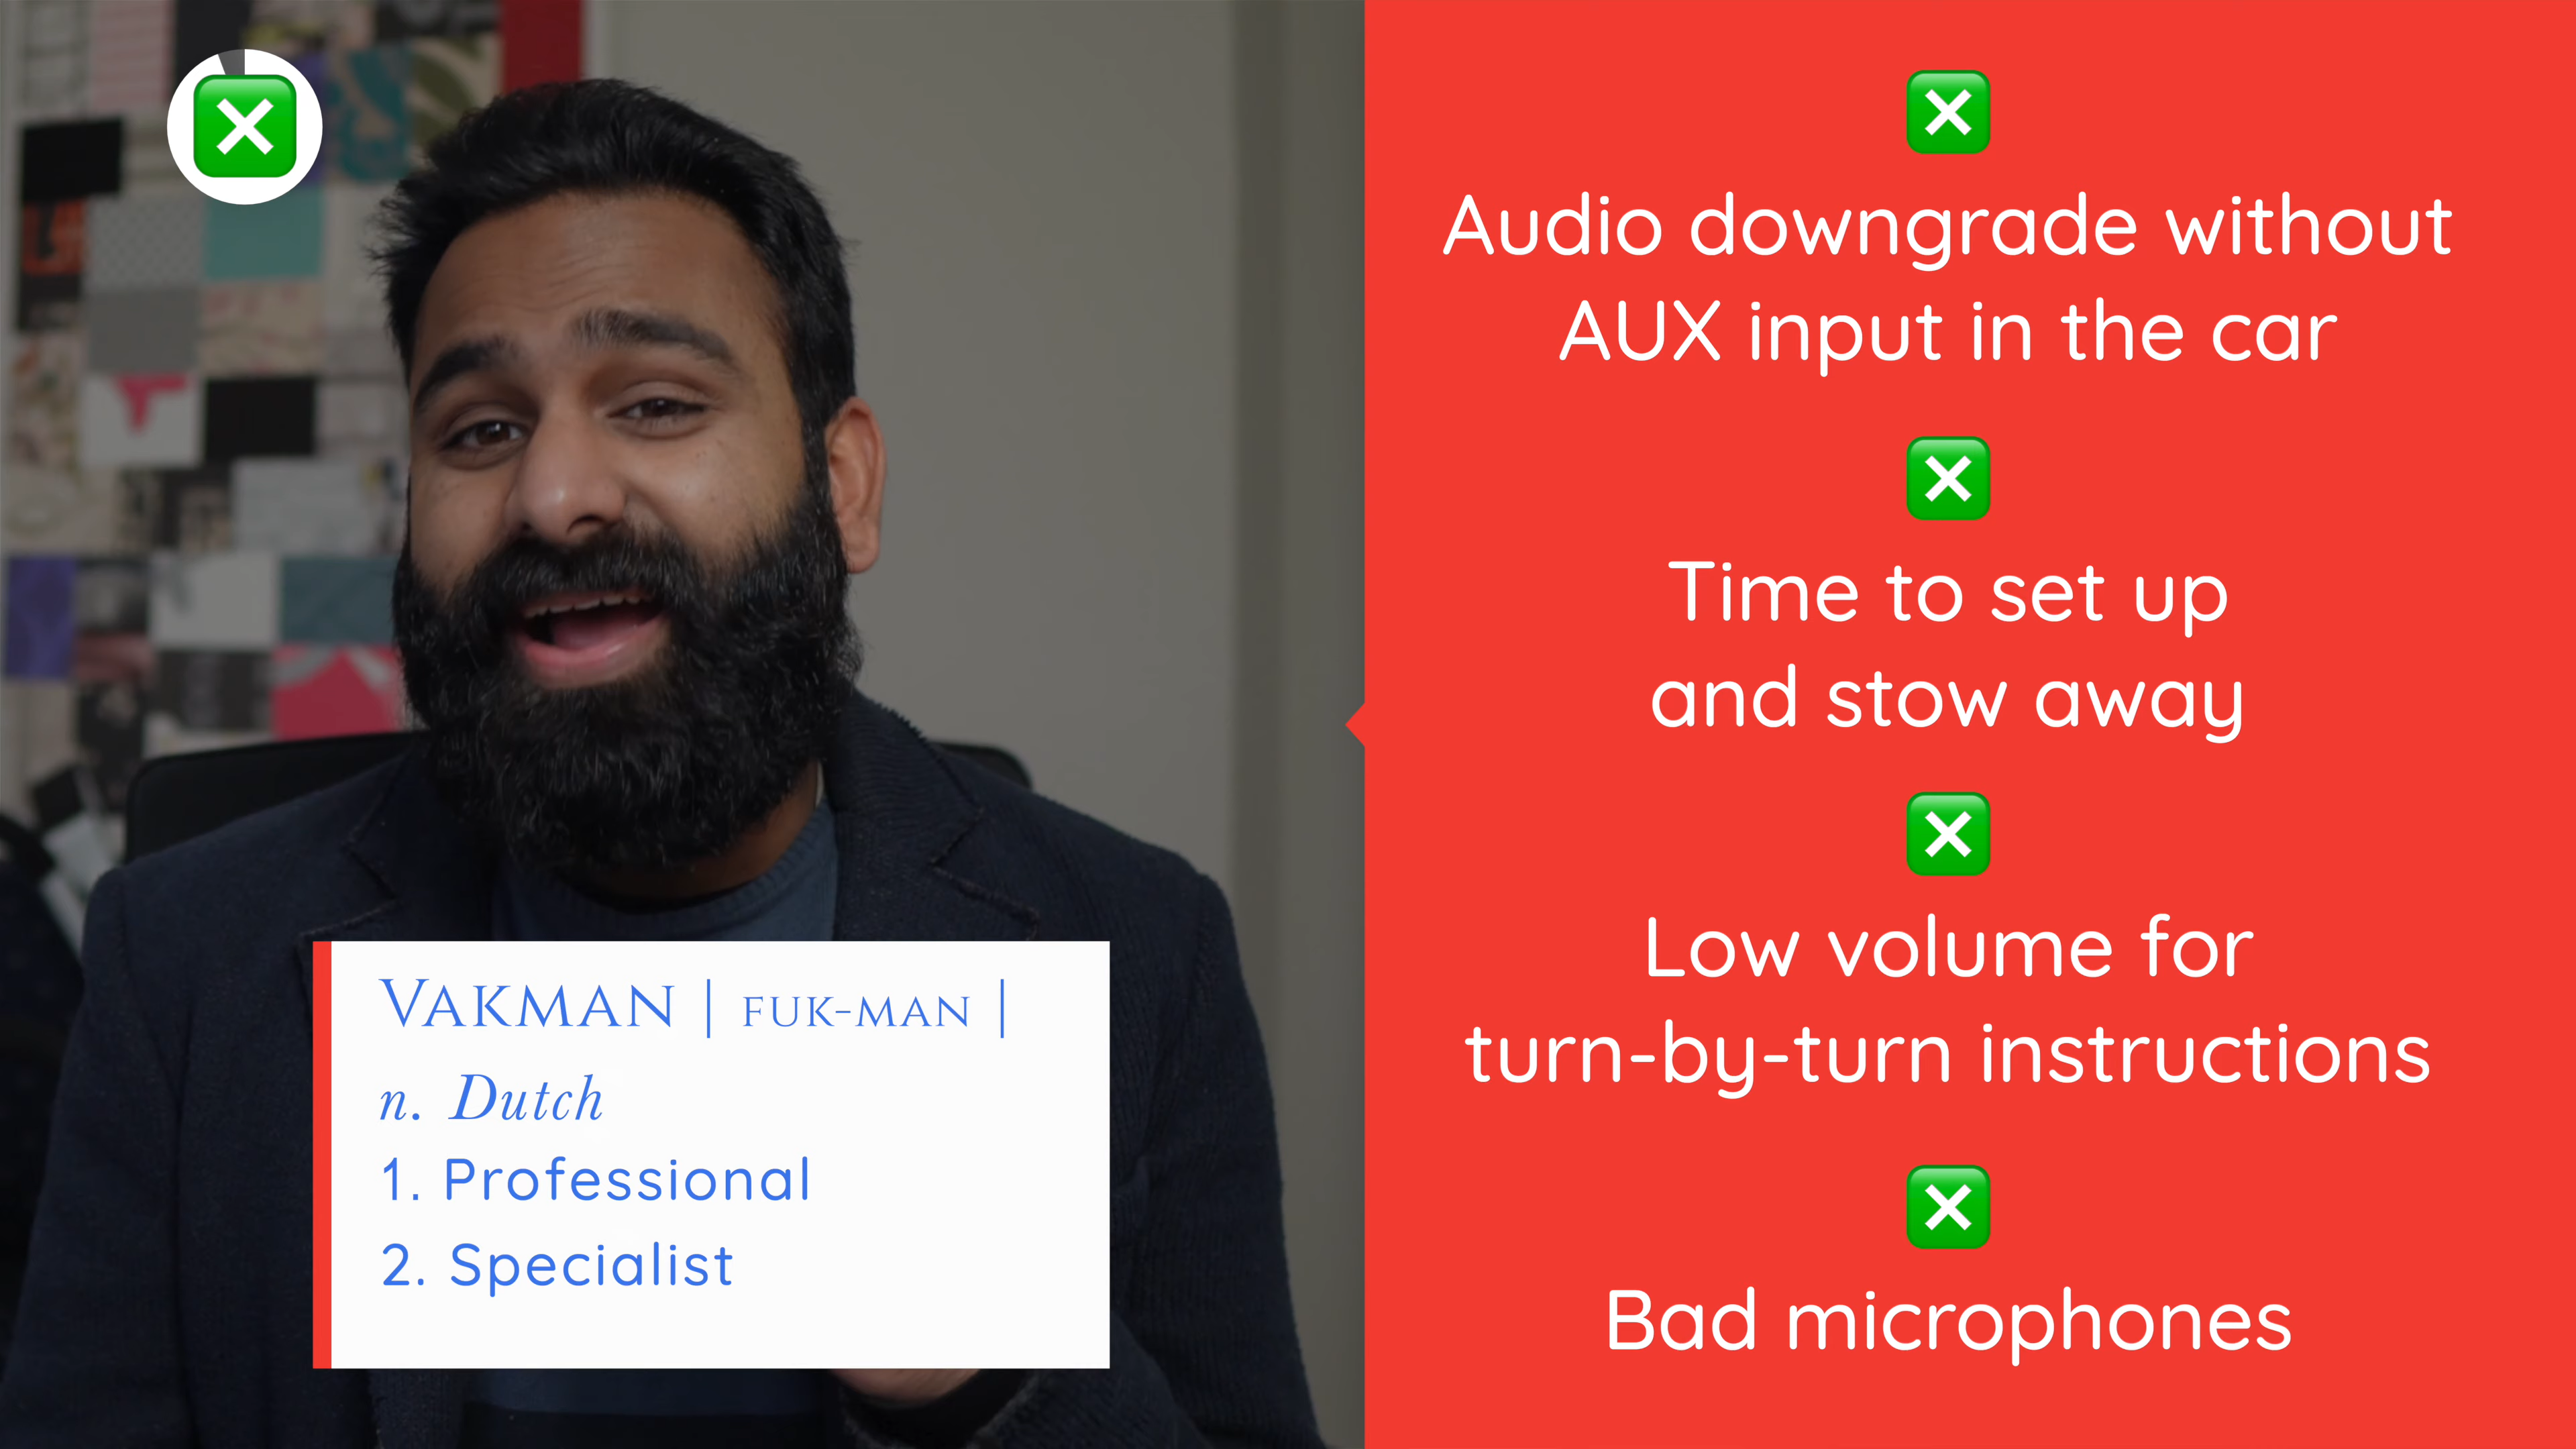 VAKMAN | FUK-MAN |
n. Dutch
1. Professional
2. Specialist
Audio downgrade without
AUX input in the car
Time to set up
and stow away
Low volume for
turn-by-turn instructions
Bad microphones